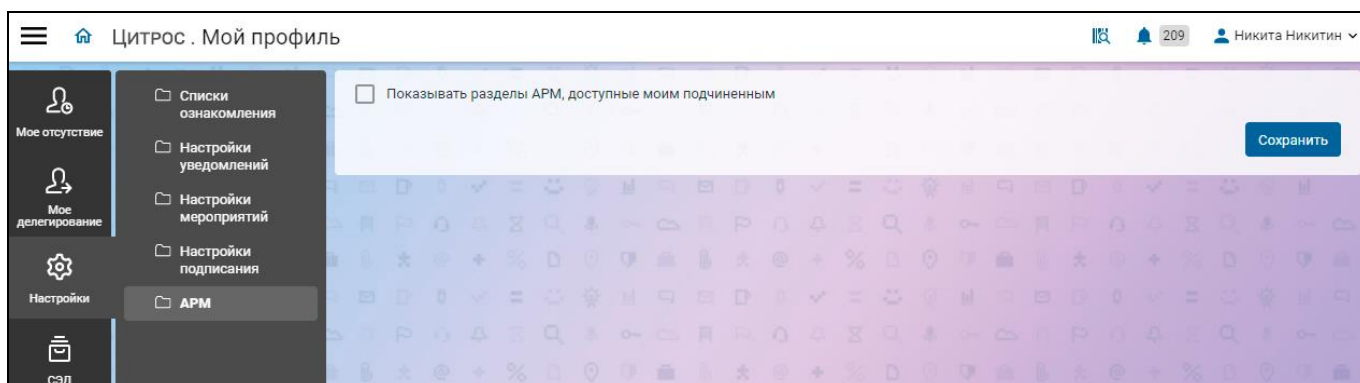 Цитрос . Мой профиль
209
Никита Никитин
Мое отсутствие
Мое
делегирование
Настройки
СЭД
Списки
ознакомления
Настройки
уведомлений
Настройки
мероприятий
Настройки
подписания
АРМ
Показывать разделы АРМ, доступные моим подчиненным
Сохранить